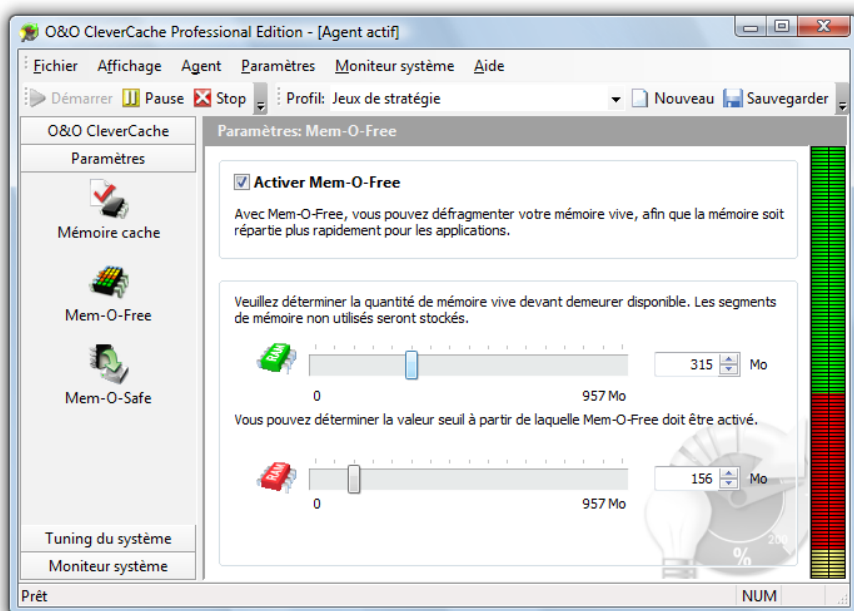 O&O CleverCache Professional Edition - [Agent actif]
Fichier Affichage Agent Paramètres Moniteur système Aide
Démarrer Pause Stop Profil: Jeux de stratégie Nouveau Sauvegarder
O&O CleverCache
Paramètres
Mémoire cache
Mem-O-Free
Mem-O-Safe
Tuning du système
Moniteur système
Paramètres: Mem-O-Free
Activer Mem-O-Free
Avec Mem-O-Free, vous pouvez défragmenter votre mémoire vive, afin que la mémoire soit
répartie plus rapidement pour les applications.
Veuillez déterminer la quantité de mémoire vive devant demeurer disponible. Les segments
de mémoire non utilisés seront stockés.
RAM
315 Mo
0 957 Mo
Vous pouvez déterminer la valeur seuil à partir de laquelle Mem-O-Free doit être activé.
RAM
156 Mo
0 957 Mo
200
%
Prêt NUM